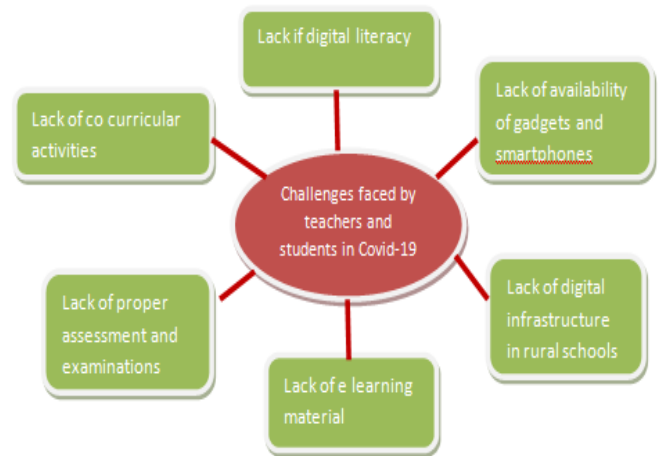 Lack if digital literacy
Lack of availability
of gadgets and
smartphones
Lack of co curricular
activities
Challenges faced by
teachers and
students in Covid-19
Lack of digital
infrastructure
in rural schools
Lack of proper
assessment and
examinations
Lack of e learning
material